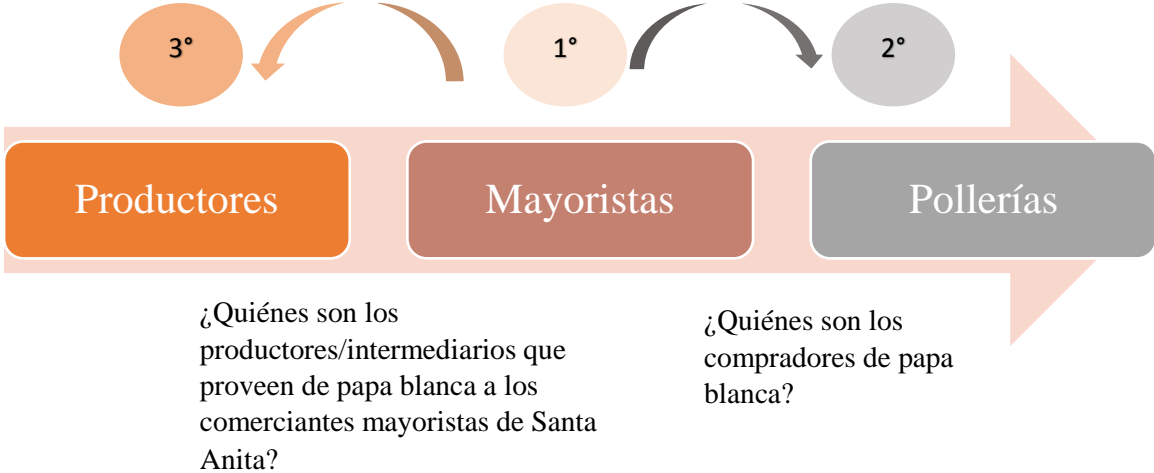 3°
1°
2°
Productores
Mayoristas
Pollerías
¿Quiénes son los
productores/intermediarios que
proveen de papa blanca a los
comerciantes mayoristas de Santa
Anita?
¿Quiénes son los
compradores de papa
blanca?